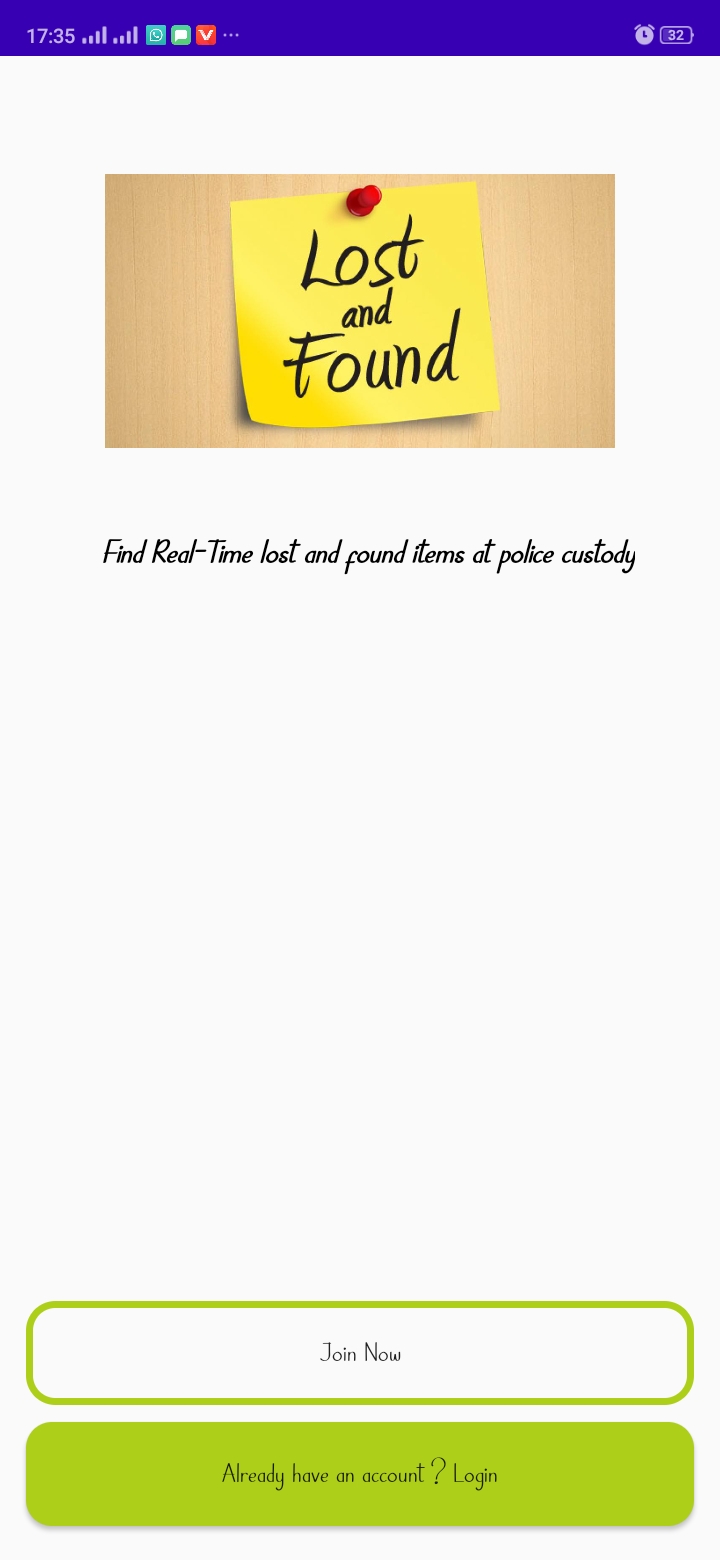 17:35
32
Lost
and
Found
Find Real-Time lost and found items at police custody
Join Now
Already have an account ? Login